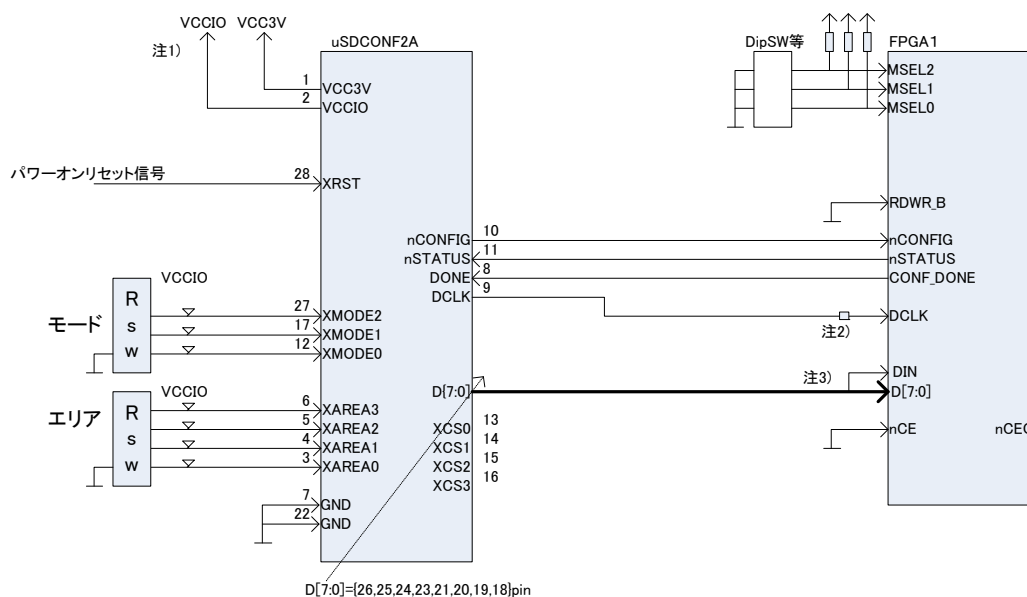 VCCIO VCC3V
注1)
uSDCONF2A
DipSW等
FPGA1
1
VCC3V
2
VCCIO
MSEL2
MSEL1
MSEL0
パワーオンリセット信号
28
XRST
RDWR_B
nCONFIG 10 nCONFIG
nSTATUS 11 nSTATUS
DONE 8 CONF_DONE
DCLK 9
DCLK
注2)
VCCIO
モード
R
s
w
27 XMODE2
17 XMODE1
12 XMODE0
注3)
DIN
D{7:0]
D[7:0]
VCCIO
エリア
R
s
w
6 XAREA3
5 XAREA2
4 XAREA1
3 XAREA0
XCS0 13
XCS1 14
XCS2 15
XCS3 16
nCE
nCEO
7 GND
22 GND
D[7:0]={26,25,24,23,21,20,19,18}pin